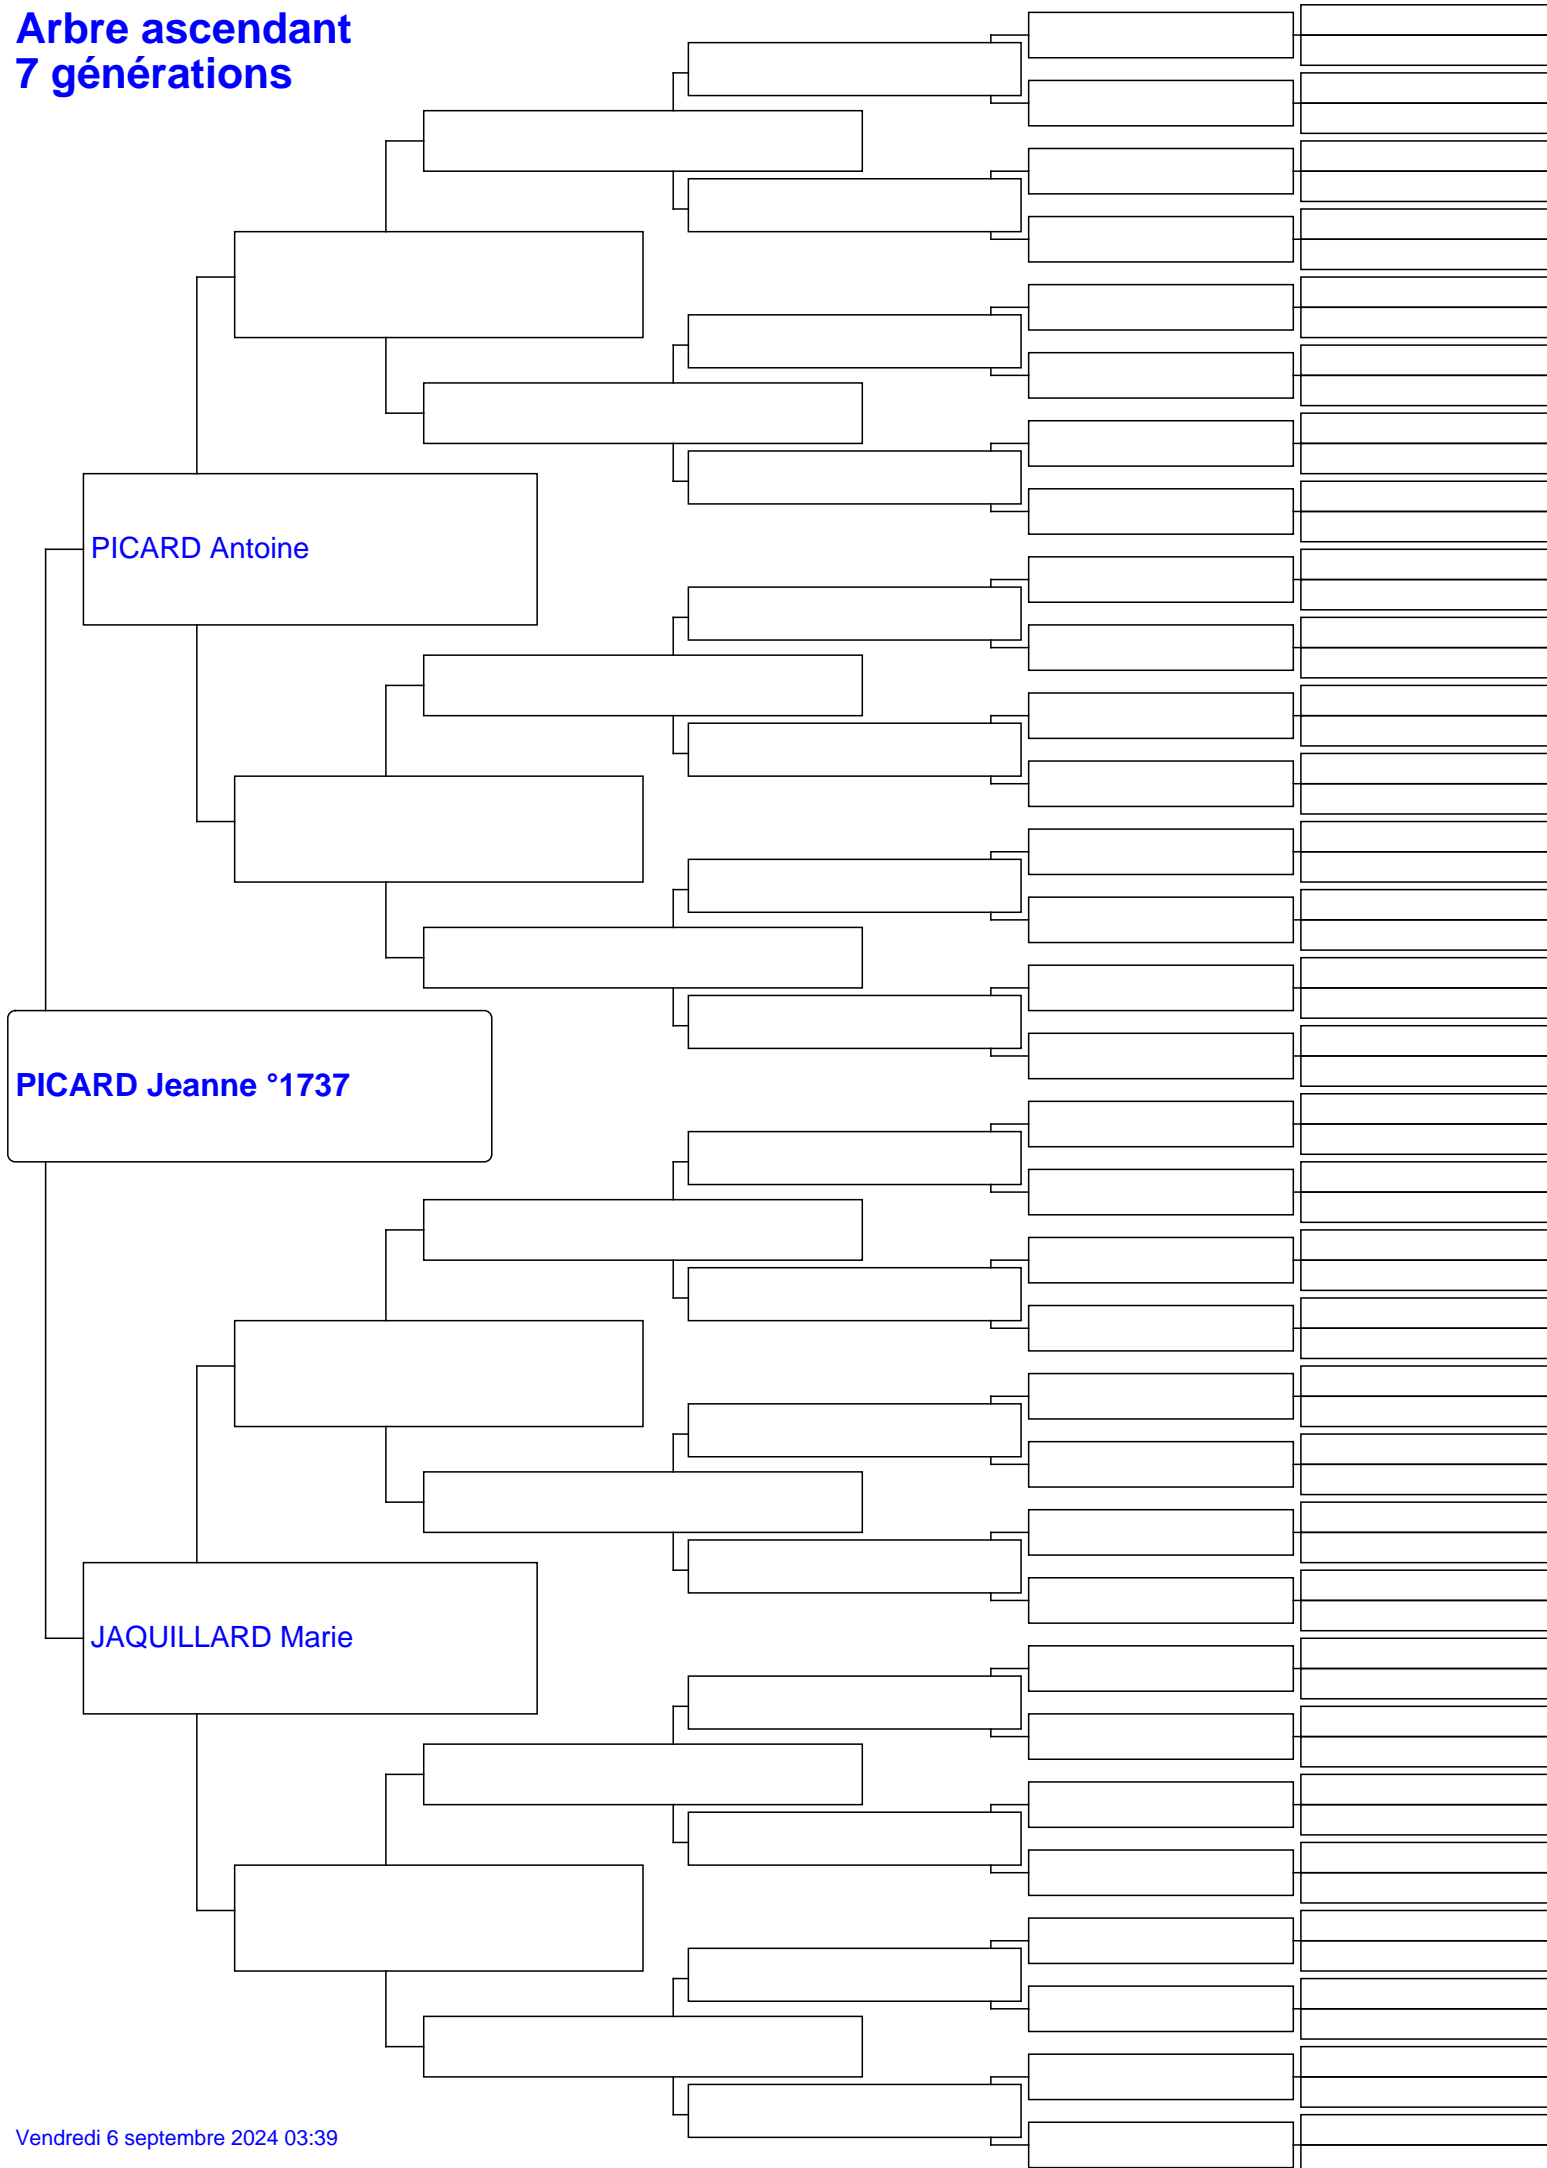 Arbre ascendant
7 générations
PICARD Antoine
PICARD Jeanne °1737
JAQUILLARD Marie
Vendredi 6 septembre 2024 03:39